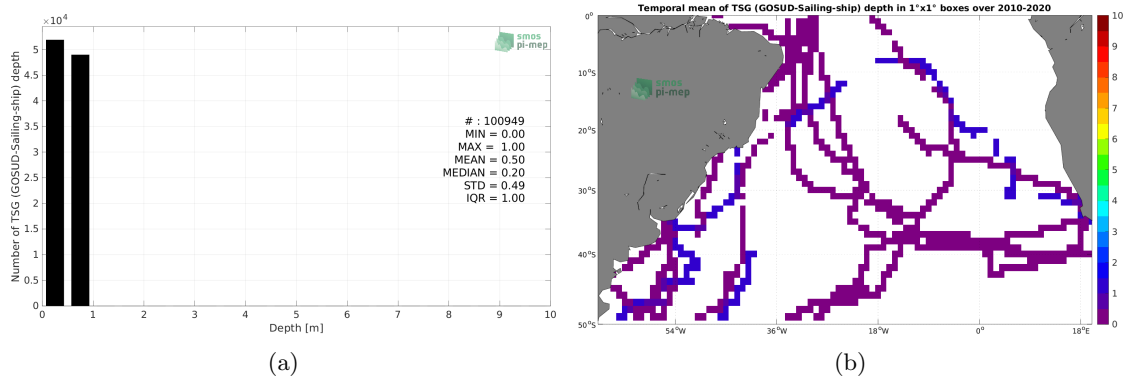 ×10⁴
5
4.5
4
3.5
3
2.5
2
1.5
1
0.5
0
Number of TSG (GOSUD-Sailing-ship) depth
0 1 2 3 4 5 6 7 8 9 10
Depth [m]
smos
pi-mep
# : 100949
MIN = 0.00
MAX = 1.00
MEAN = 0.50
MEDIAN = 0.20
STD = 0.49
IQR = 1.00
(a)
Temporal mean of TSG (GOSUD-Sailing-ship) depth in 1°x1° boxes over 2010-2020
0°
10°S
20°S
30°S
40°S
50°S
54°W 36°W 18°W 0° 18°E
smos
pi-mep
10
9
8
7
6
5
4
3
2
1
0
(b)